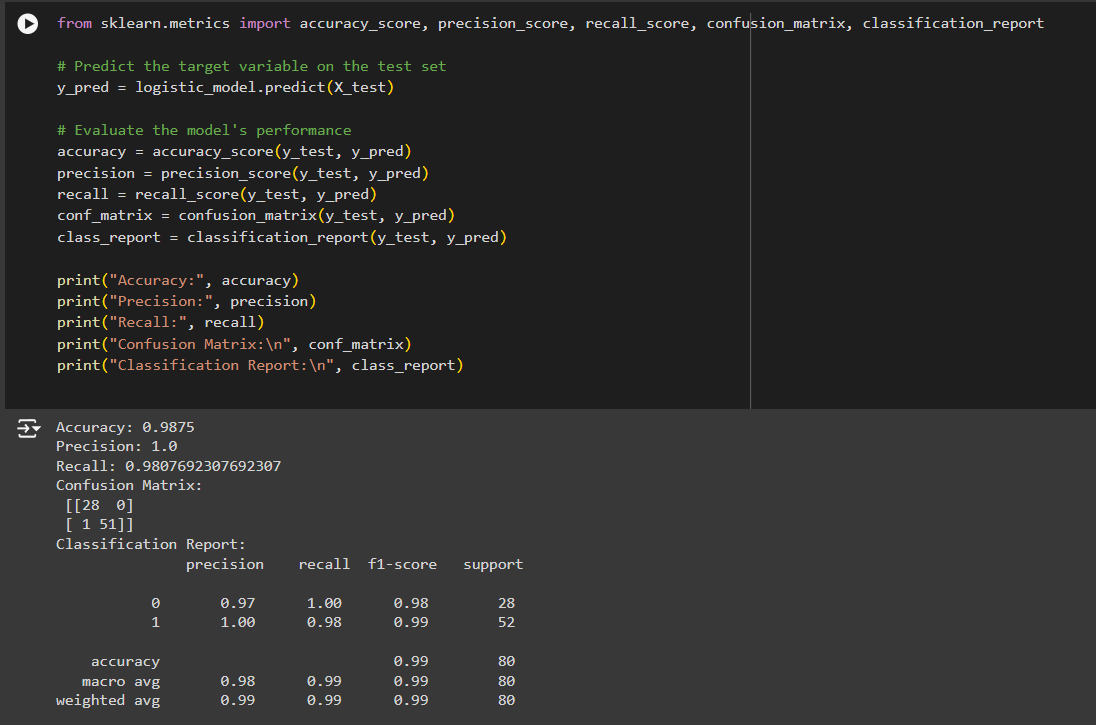 from sklearn.metrics import accuracy_score, precision_score, recall_score, confusion_matrix, classification_report
# Predict the target variable on the test set
y_pred = logistic_model.predict(X_test)
# Evaluate the model's performance
accuracy = accuracy_score(y_test, y_pred)
precision = precision_score(y_test, y_pred)
recall = recall_score(y_test, y_pred)
conf_matrix = confusion_matrix(y_test, y_pred)
class_report = classification_report(y_test, y_pred)
print("Accuracy:", accuracy)
print("Precision:", precision)
print("Recall:", recall)
print("Confusion Matrix:\n", conf_matrix)
print("Classification Report:\n", class_report)
Accuracy: 0.9875
Precision: 1.0
Recall: 0.9807692307692307
Confusion Matrix:
[[28  0]
[ 1 51]]
Classification Report:
precision    recall  f1-score   support
0       0.97      1.00      0.98        28
1       1.00      0.98      0.99        52
accuracy                           0.99        80
macro avg       0.98      0.99      0.99        80
weighted avg       0.99      0.99      0.99        80